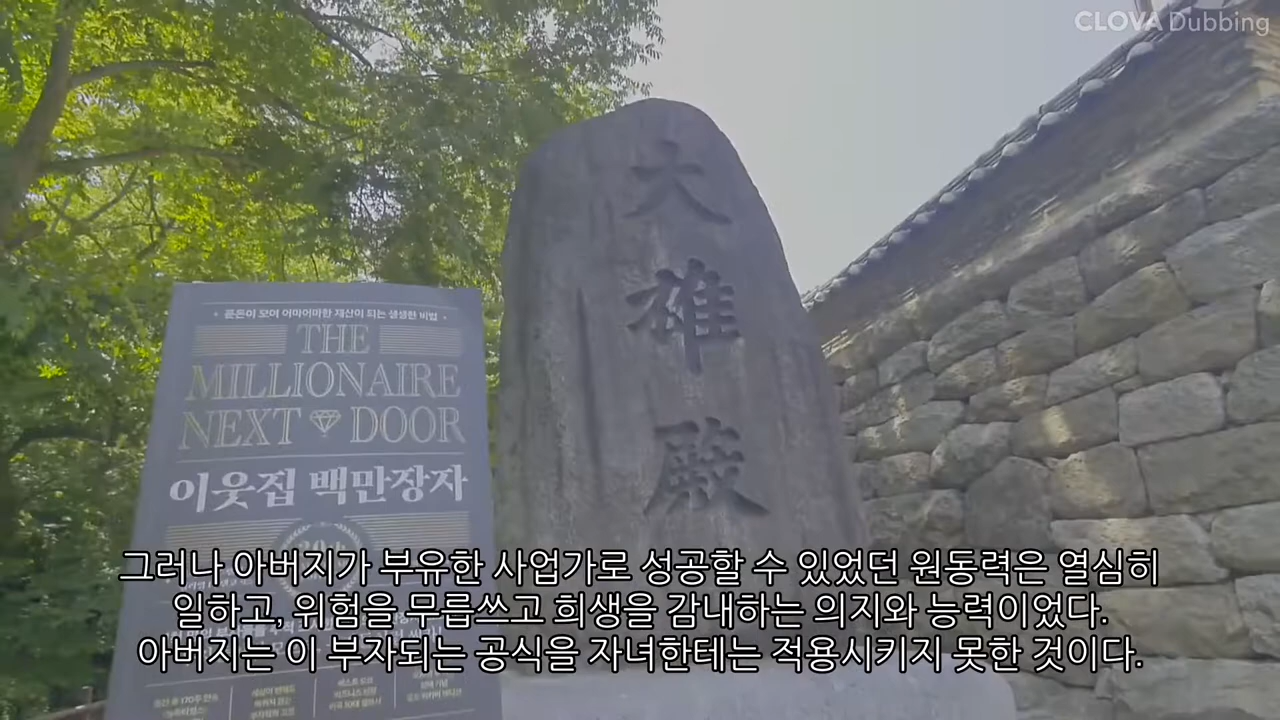 CLOVA Dubbing
大
雄
殿
• 푼돈이 모여 어마어마한 재산이 되는 생생한 비법 •
THE
MILLIONAIRE
NEXT DOOR
이웃집 백만장자
그러나 아버지가 부유한 사업가로 성공할 수 있었던 원동력은 열심히
일하고, 위험을 무릅쓰고 희생을 감내하는 의지와 능력이었다.
아버지는 이 부자되는 공식을 자녀한테는 적용시키지 못한 것이다.